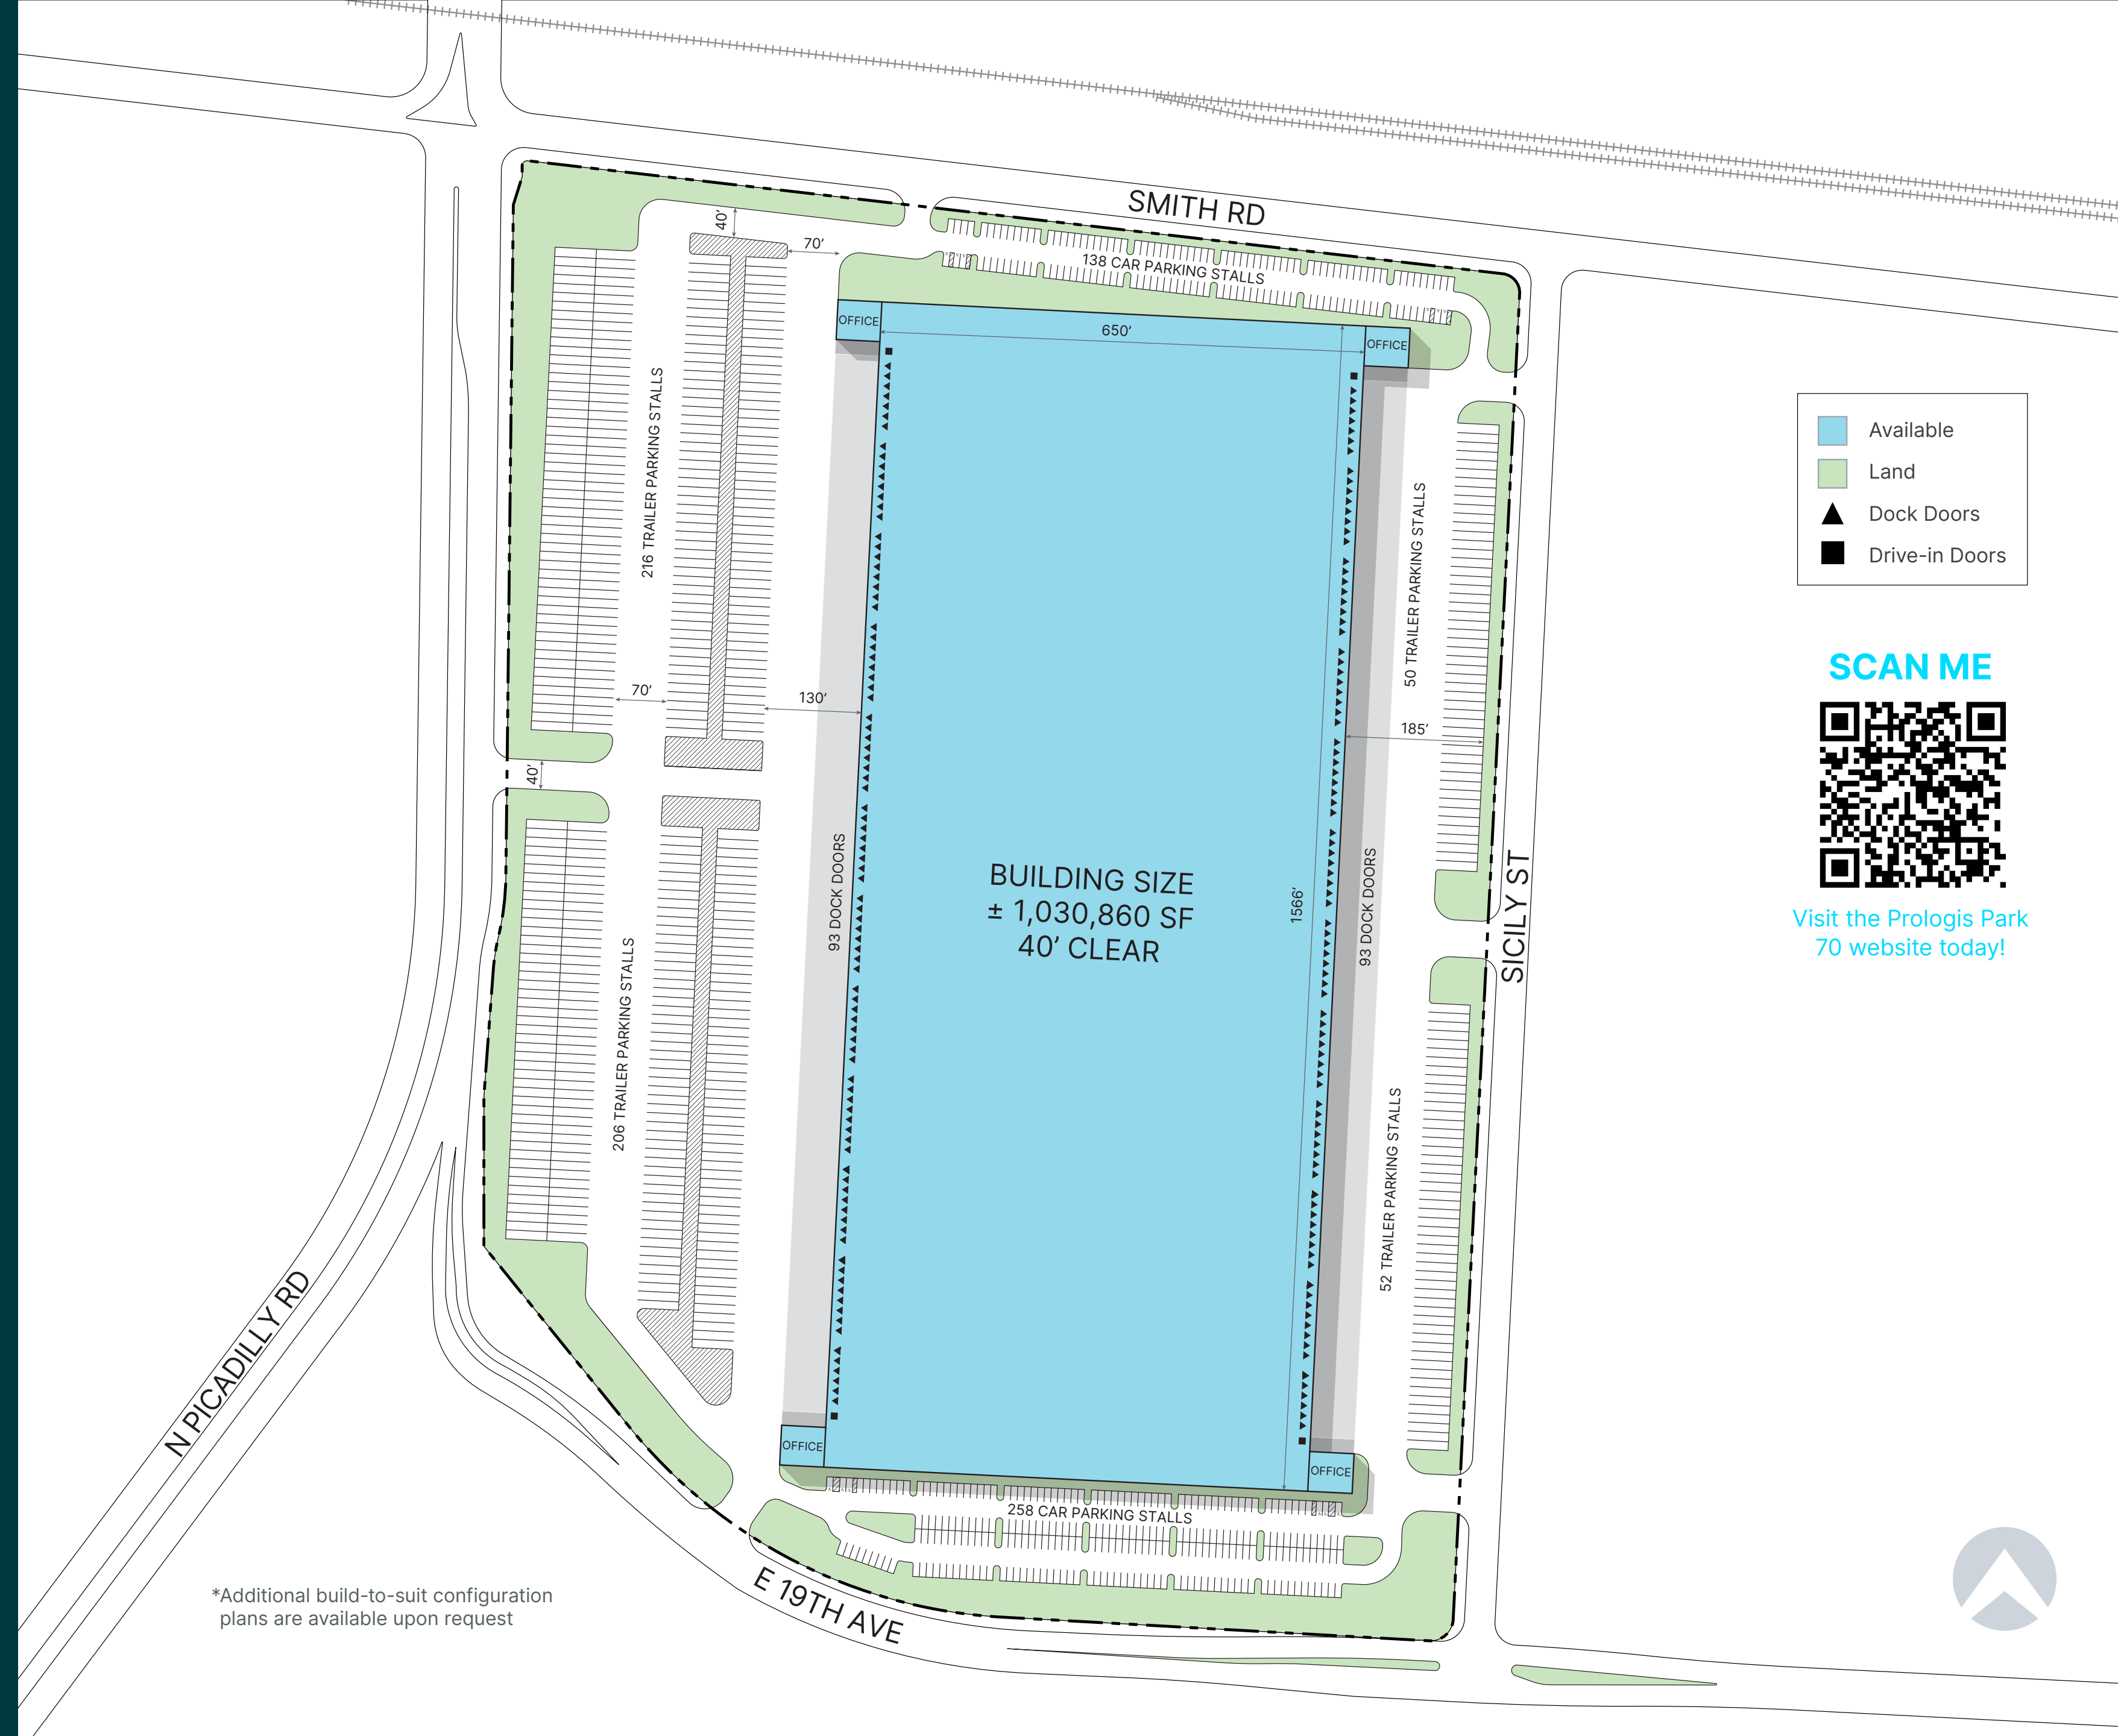 SMITH RD
40’
70’
138 CAR PARKING STALLS
OFFICE
650’
OFFICE
216 TRAILER PARKING STALLS
50 TRAILER PARKING STALLS
70’
130’
185’
40’
93 DOCK DOORS
BUILDING SIZE
± 1,030,860 SF
40’ CLEAR
1566’
93 DOCK DOORS
SICILY ST
206 TRAILER PARKING STALLS
52 TRAILER PARKING STALLS
N PICADILLY RD
OFFICE
OFFICE
258 CAR PARKING STALLS
E 19TH AVE
Available
Land
Dock Doors
Drive-in Doors
SCAN ME
Visit the Prologis Park
70 website today!
*Additional build-to-suit configuration
plans are available upon request